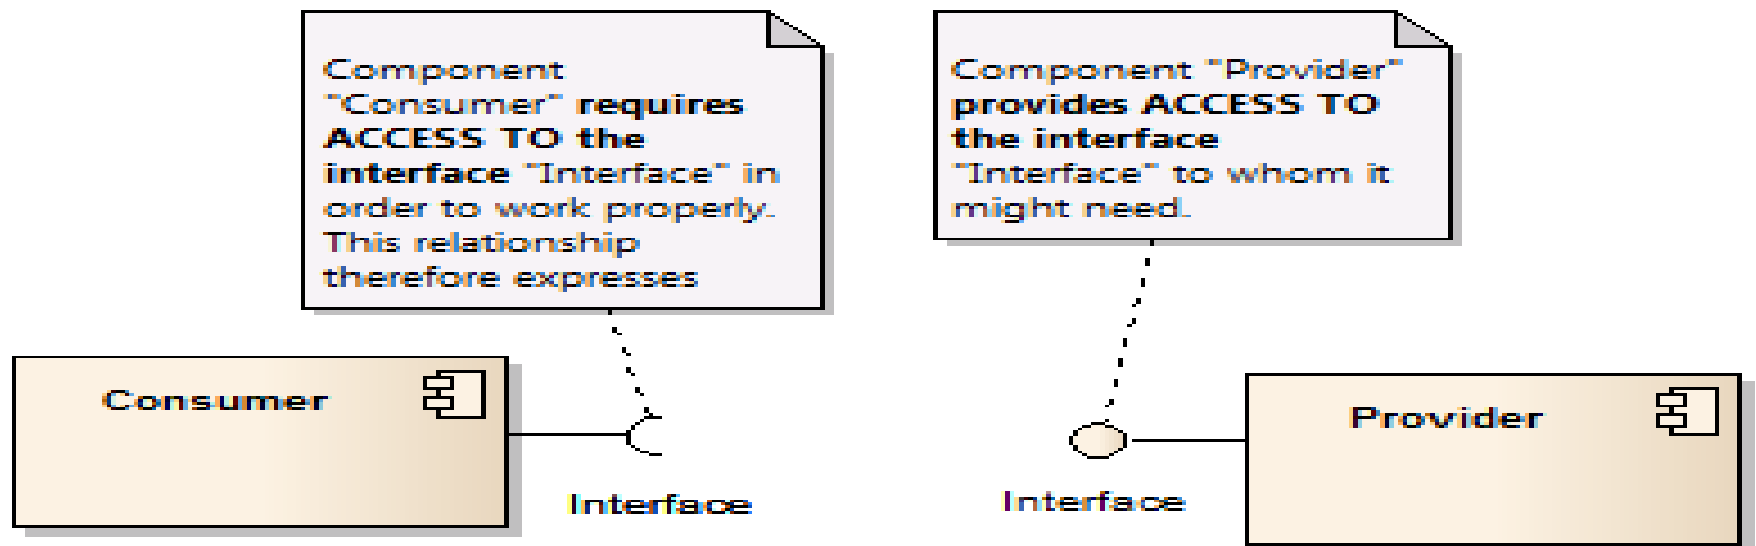 Component
"Consumer" requires
ACCESS TO the
interface "Interface" in
order to work properly.
This relationship
therefore expresses
Component "Provider"
provides ACCESS TO
the interface
"Interface" to whom it
might need.
Consumer
Interface
Interface
Provider